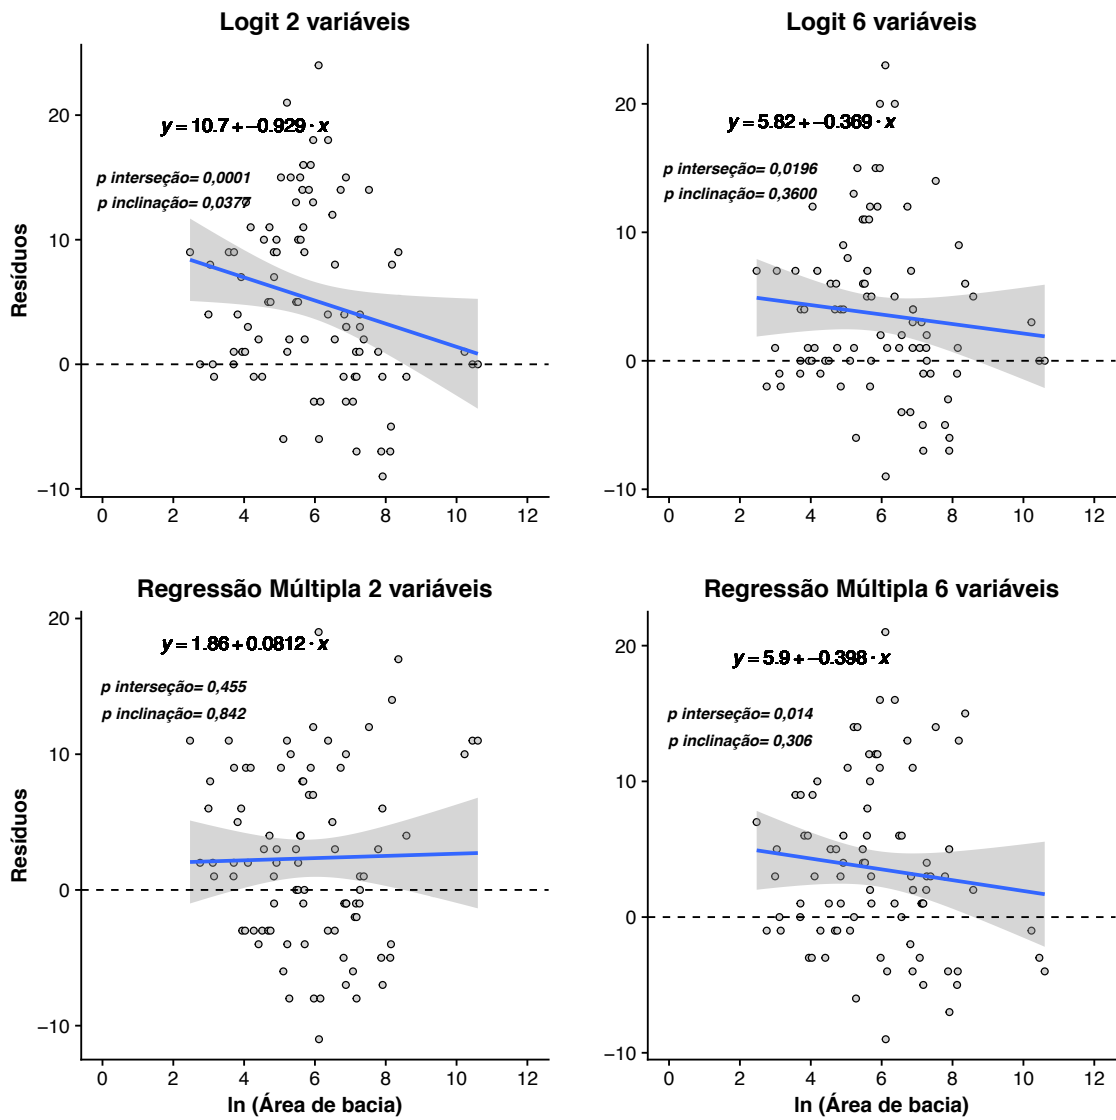 Logit 2 variáveis
Resíduos
20
10
0
−10
y = 10.7 + −0.929 · x
p interseção= 0,0001
p inclinação= 0,0377
0 2 4 6 8 10 12
Logit 6 variáveis
20
10
0
−10
y = 5.82 + −0.369 · x
p interseção= 0,0196
p inclinação= 0,3600
0 2 4 6 8 10 12
Regressão Múltipla 2 variáveis
Resíduos
20
10
0
−10
y = 1.86 + 0.0812 · x
p interseção= 0,455
p inclinação= 0,842
0 2 4 6 8 10 12
ln (Área de bacia)
Regressão Múltipla 6 variáveis
20
10
0
−10
y = 5.9 + −0.398 · x
p interseção= 0,014
p inclinação= 0,306
0 2 4 6 8 10 12
ln (Área de bacia)